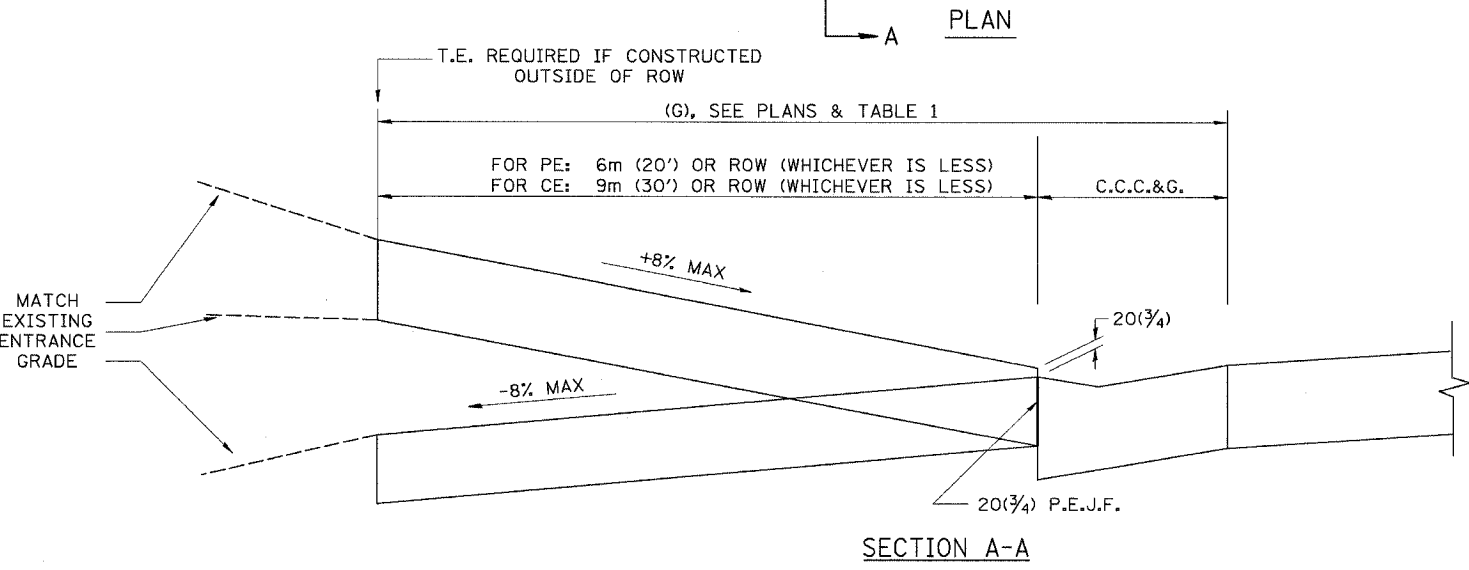 A
PLAN
T.E. REQUIRED IF CONSTRUCTED
OUTSIDE OF ROW
(G), SEE PLANS & TABLE 1
FOR PE: 6m (20') OR ROW (WHICHEVER IS LESS)
FOR CE: 9m (30') OR ROW (WHICHEVER IS LESS)
C.C.C.&G.
+8% MAX
MATCH
EXISTING
ENTRANCE
GRADE
20(3/4)
-8% MAX
20(3/4) P.E.J.F.
SECTION A-A